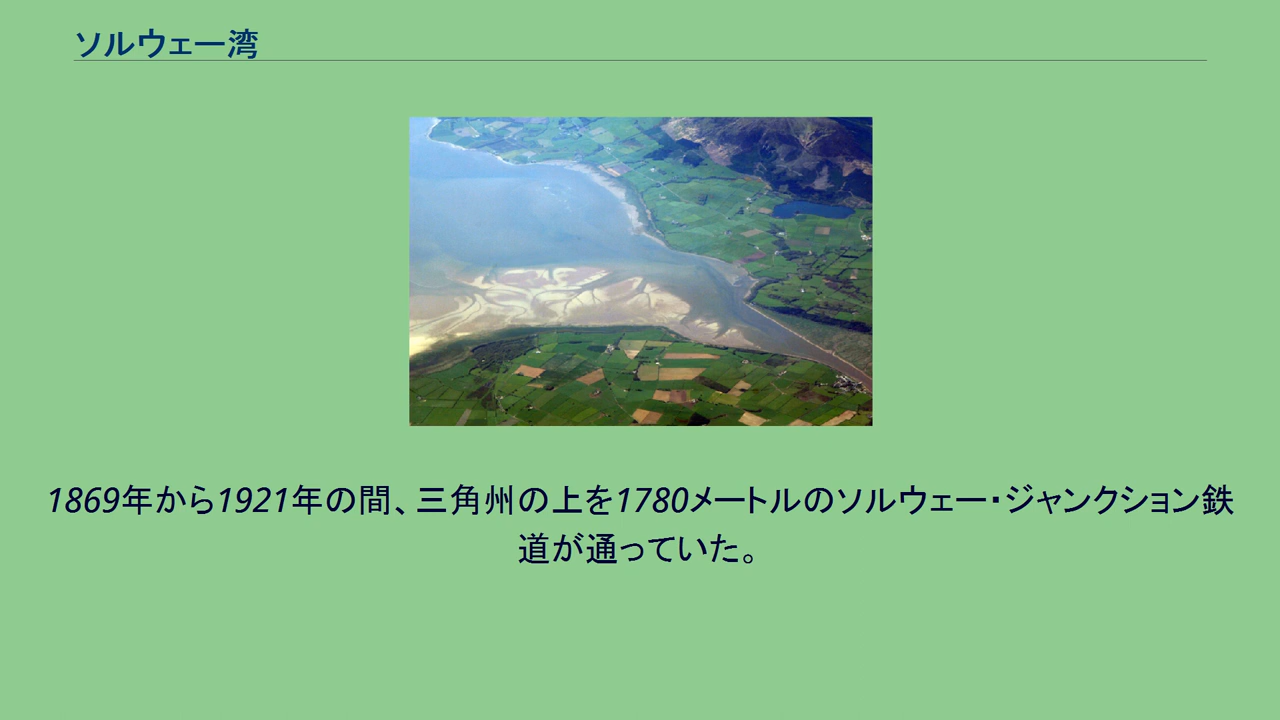 ソルウェー湾
1869年から1921年の間、三角州の上を1780メートルのソルウェー・ジャンクション鉄
道が通っていた。